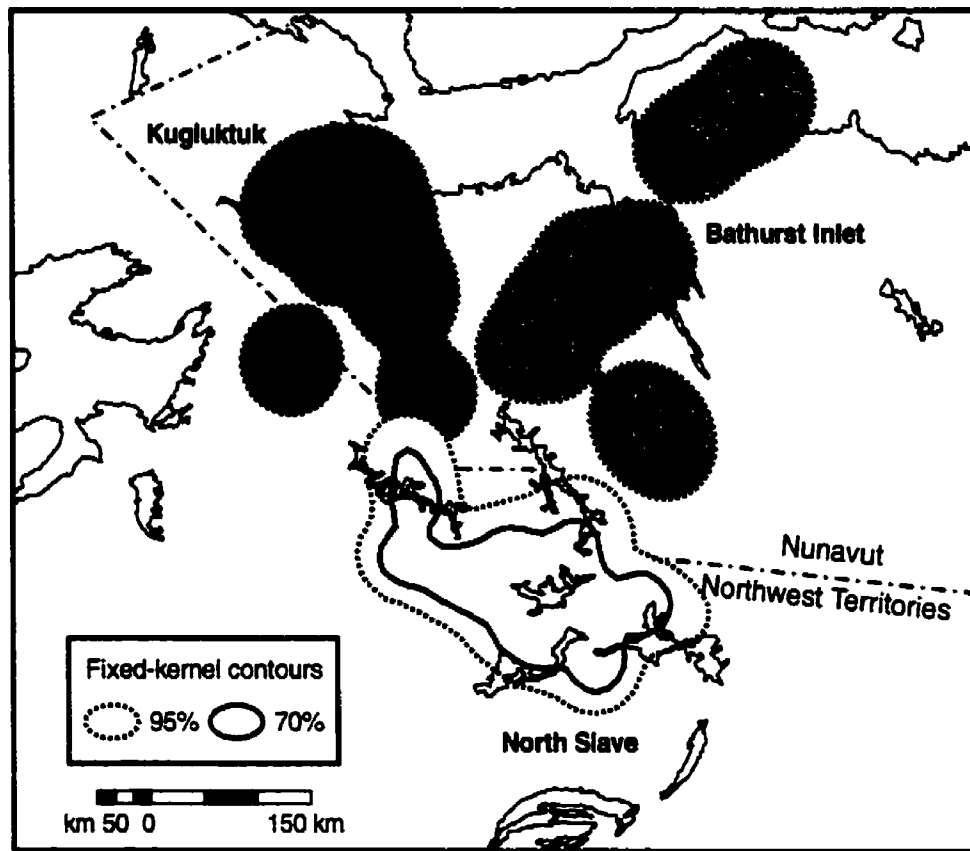 Kugluktuk
Bathurst Inlet
Nunavut
Northwest Territories
Fixed-kernel contours
95% 70%
North Slave
km 50 0 150 km